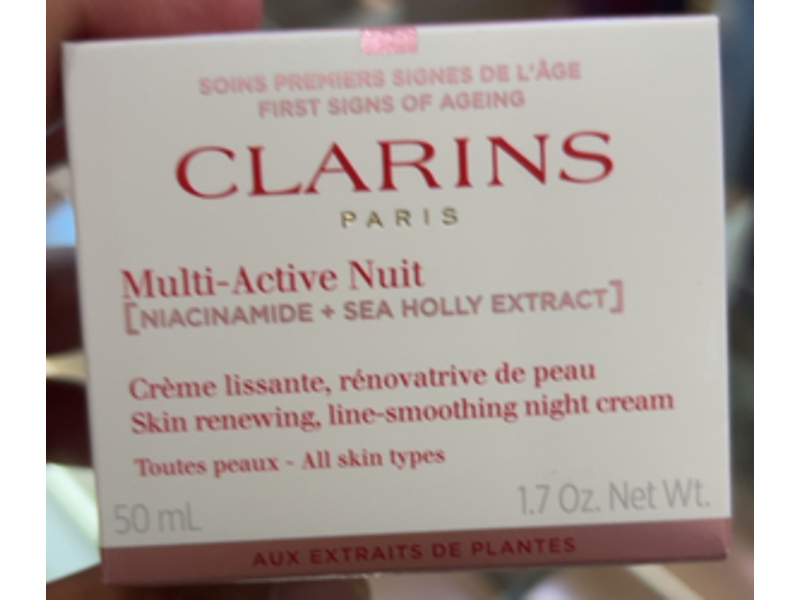 SOINS PREMIERS SIGNES DE L'ÂGE
FIRST SIGNS OF AGEING
CLARINS
PARIS
Multi-Active Nuit
[NIACINAMIDE + SEA HOLLY EXTRACT]
Crème lissante, rénovatrive de peau
Skin renewing, line-smoothing night cream
Toutes peaux - All skin types
50 mL
1.7 Oz. Net Wt.
AUX EXTRAITS DE PLANTES